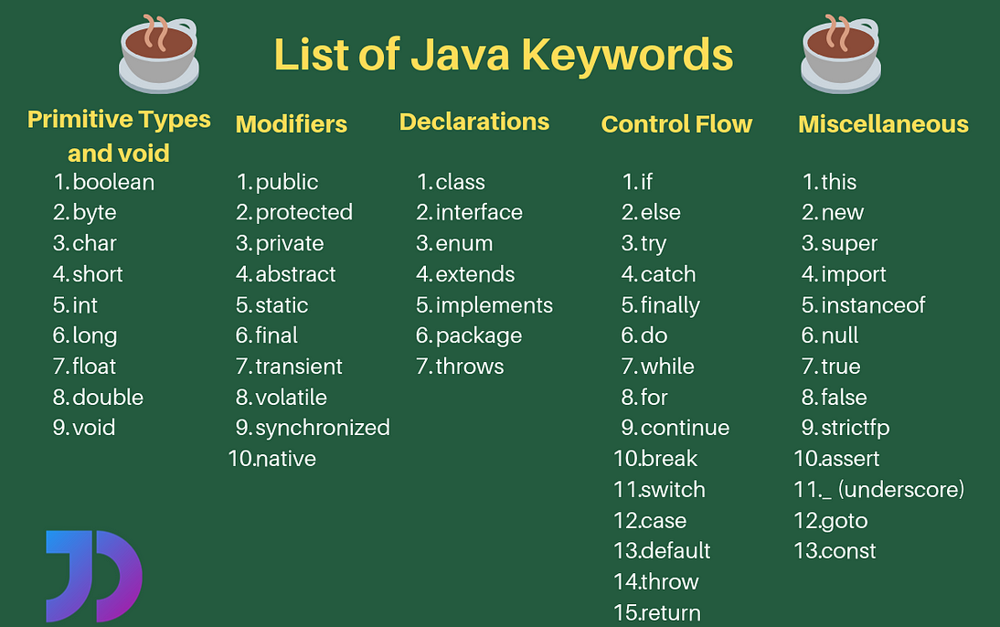 List of Java Keywords
Primitive Types
and void
1.boolean
2.byte
3.char
4.short
5.int
6.long
7.float
8.double
9.void
Modifiers
1.public
2.protected
3.private
4.abstract
5.static
6.final
7.transient
8.volatile
9.synchronized
10.native
Declarations
1.class
2.interface
3.enum
4.extends
5.implements
6.package
7.throws
Control Flow
1.if
2.else
3.try
4.catch
5.finally
6.do
7.while
8.for
9.continue
10.break
11.switch
12.case
13.default
14.throw
15.return
Miscellaneous
1.this
2.new
3.super
4.import
5.instanceof
6.null
7.true
8.false
9.strictfp
10.assert
11._ (underscore)
12.goto
13.const
JD